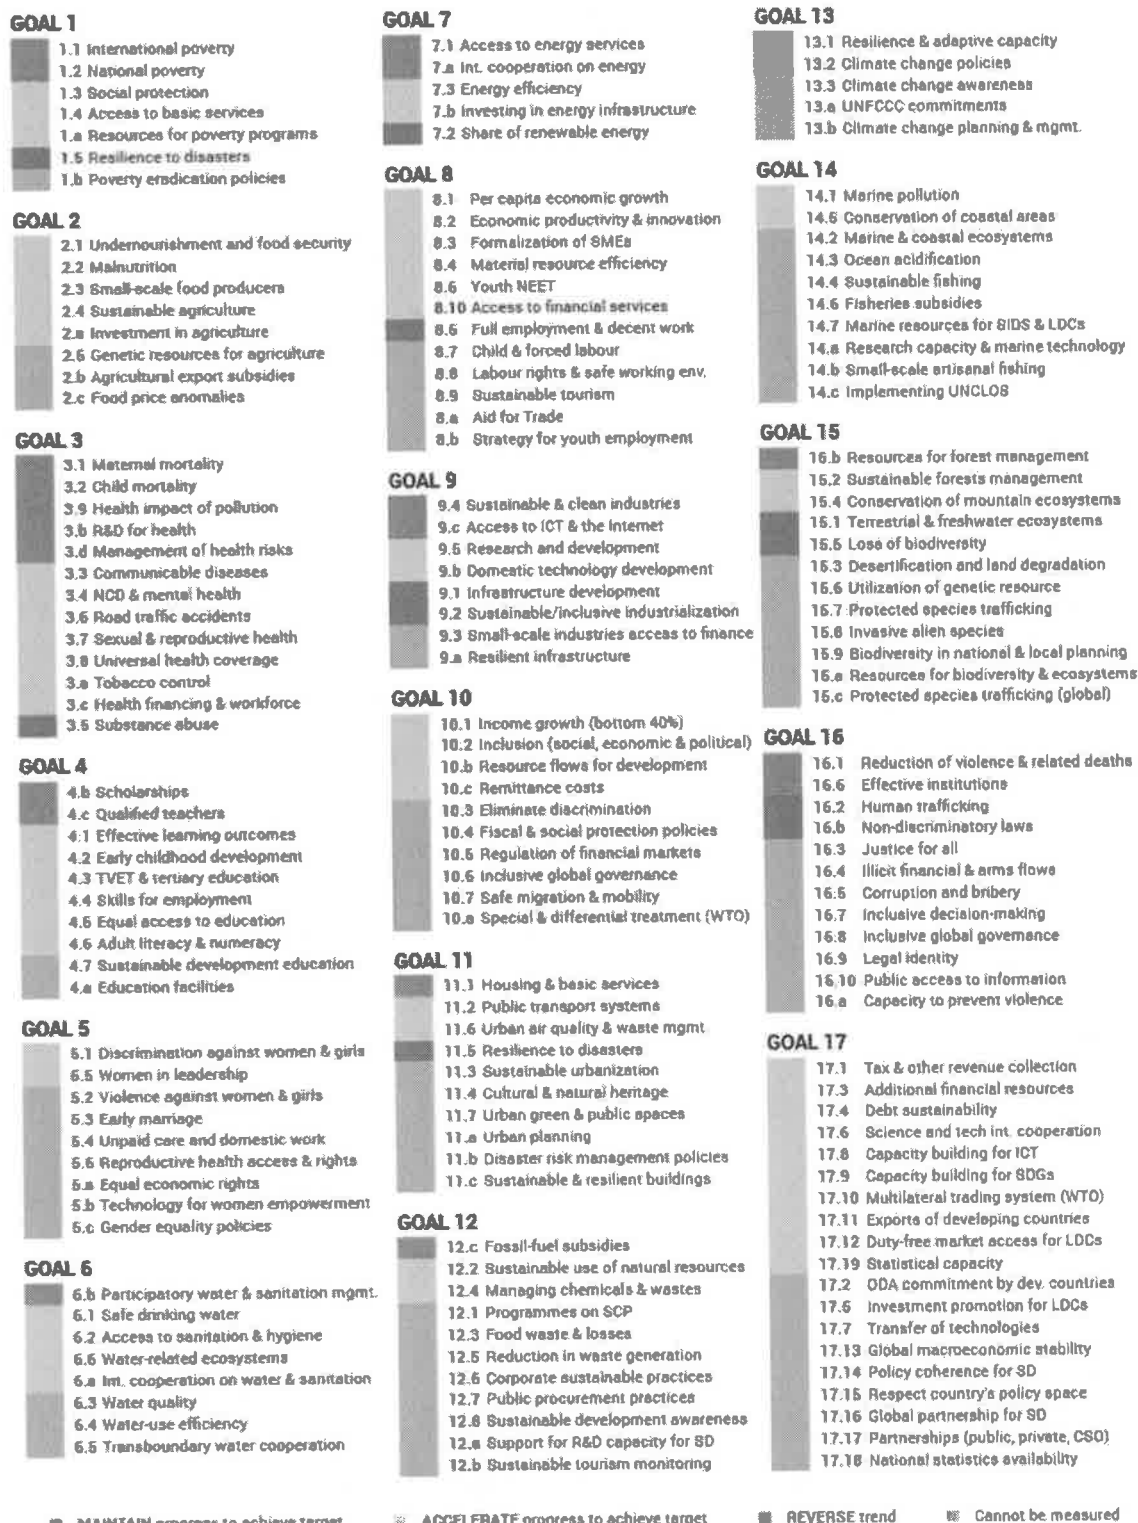 GOAL 1
1.1 International poverty
1.2 National poverty
1.3 Social protection
1.4 Access to basic services
1.a Resources for poverty programs
1.5 Resilience to disasters
1.b Poverty eradication policies
GOAL 2
2.1 Undernourishment and food security
2.2 Malnutrition
2.3 Small-scale food producers
2.4 Sustainable agriculture
2.a Investment in agriculture
2.5 Genetic resources for agriculture
2.b Agricultural export subsidies
2.c Food price anomalies
GOAL 3
3.1 Maternal mortality
3.2 Child mortality
3.9 Health impact of pollution
3.b R&D for health
3.d Management of health risks
3.3 Communicable diseases
3.4 NCD & mental health
3.6 Road traffic accidents
3.7 Sexual & reproductive health
3.8 Universal health coverage
3.a Tobacco control
3.c Health financing & workforce
3.5 Substance abuse
GOAL 4
4.b Scholarships
4.c Qualified teachers
4.1 Effective learning outcomes
4.2 Early childhood development
4.3 TVET & tertiary education
4.4 Skills for employment
4.5 Equal access to education
4.6 Adult literacy & numeracy
4.7 Sustainable development education
4.a Education facilities
GOAL 5
5.1 Discrimination against women & girls
5.5 Women in leadership
5.2 Violence against women & girls
5.3 Early marriage
5.4 Unpaid care and domestic work
5.6 Reproductive health access & rights
5.a Equal economic rights
5.b Technology for women empowerment
5.c Gender equality policies
GOAL 6
6.b Participatory water & sanitation mgmt.
6.1 Safe drinking water
6.2 Access to sanitation & hygiene
6.6 Water-related ecosystems
6.a Int. cooperation on water & sanitation
6.3 Water quality
6.4 Water-use efficiency
6.5 Transboundary water cooperation
GOAL 7
7.1 Access to energy services
7.a Int. cooperation on energy
7.3 Energy efficiency
7.b Investing in energy infrastructure
7.2 Share of renewable energy
GOAL 8
8.1 Per capita economic growth
8.2 Economic productivity & innovation
8.3 Formalization of SMEs
8.4 Material resource efficiency
8.6 Youth NEET
8.10 Access to financial services
8.5 Full employment & decent work
8.7 Child & forced labour
8.8 Labour rights & safe working env.
8.9 Sustainable tourism
8.a Aid for Trade
8.b Strategy for youth employment
GOAL 9
9.4 Sustainable & clean industries
9.c Access to ICT & the Internet
9.5 Research and development
9.b Domestic technology development
9.1 Infrastructure development
9.2 Sustainable/inclusive industrialization
9.3 Small-scale industries access to finance
9.a Resilient infrastructure
GOAL 10
10.1 Income growth (bottom 40%)
10.2 Inclusion (social, economic & political)
10.b Resource flows for development
10.c Remittance costs
10.3 Eliminate discrimination
10.4 Fiscal & social protection policies
10.5 Regulation of financial markets
10.6 Inclusive global governance
10.7 Safe migration & mobility
10.a Special & differential treatment (WTO)
GOAL 11
11.1 Housing & basic services
11.2 Public transport systems
11.6 Urban air quality & waste mgmt
11.5 Resilience to disasters
11.3 Sustainable urbanization
11.4 Cultural & natural heritage
11.7 Urban green & public spaces
11.a Urban planning
11.b Disaster risk management policies
11.c Sustainable & resilient buildings
GOAL 12
12.c Fossil-fuel subsidies
12.2 Sustainable use of natural resources
12.4 Managing chemicals & wastes
12.1 Programmes on SCP
12.3 Food waste & losses
12.5 Reduction in waste generation
12.6 Corporate sustainable practices
12.7 Public procurement practices
12.8 Sustainable development awareness
12.a Support for R&D capacity for SD
12.b Sustainable tourism monitoring
GOAL 13
13.1 Resilience & adaptive capacity
13.2 Climate change policies
13.3 Climate change awareness
13.a UNFCCC commitments
13.b Climate change planning & mgmt.
GOAL 14
14.1 Marine pollution
14.5 Conservation of coastal areas
14.2 Marine & coastal ecosystems
14.3 Ocean acidification
14.4 Sustainable fishing
14.6 Fisheries subsidies
14.7 Marine resources for SIDS & LDCs
14.a Research capacity & marine technology
14.b Small-scale artisanal fishing
14.c Implementing UNCLOS
GOAL 15
15.b Resources for forest management
15.2 Sustainable forests management
15.4 Conservation of mountain ecosystems
15.1 Terrestrial & freshwater ecosystems
15.5 Loss of biodiversity
15.3 Desertification and land degradation
15.6 Utilization of genetic resource
15.7 Protected species trafficking
15.8 Invasive alien species
15.9 Biodiversity in national & local planning
15.a Resources for biodiversity & ecosystems
15.c Protected species trafficking (global)
GOAL 16
16.1 Reduction of violence & related deaths
16.6 Effective institutions
16.2 Human trafficking
16.b Non-discriminatory laws
16.3 Justice for all
16.4 Illicit financial & arms flows
16.5 Corruption and bribery
16.7 Inclusive decision-making
16.8 Inclusive global governance
16.9 Legal identity
16.10 Public access to information
16.a Capacity to prevent violence
GOAL 17
17.1 Tax & other revenue collection
17.3 Additional financial resources
17.4 Debt sustainability
17.6 Science and tech int. cooperation
17.8 Capacity building for ICT
17.9 Capacity building for SDGs
17.10 Multilateral trading system (WTO)
17.11 Exports of developing countries
17.12 Duty-free market access for LDCs
17.19 Statistical capacity
17.2 ODA commitment by dev. countries
17.5 Investment promotion for LDCs
17.7 Transfer of technologies
17.13 Global macroeconomic stability
17.14 Policy coherence for SD
17.15 Respect country's policy space
17.16 Global partnership for SD
17.17 Partnerships (public, private, CSO)
17.18 National statistics availability
MAINTAIN progress to achieve target
ACCELERATE progress to achieve target
REVERSE trend
Cannot be measured